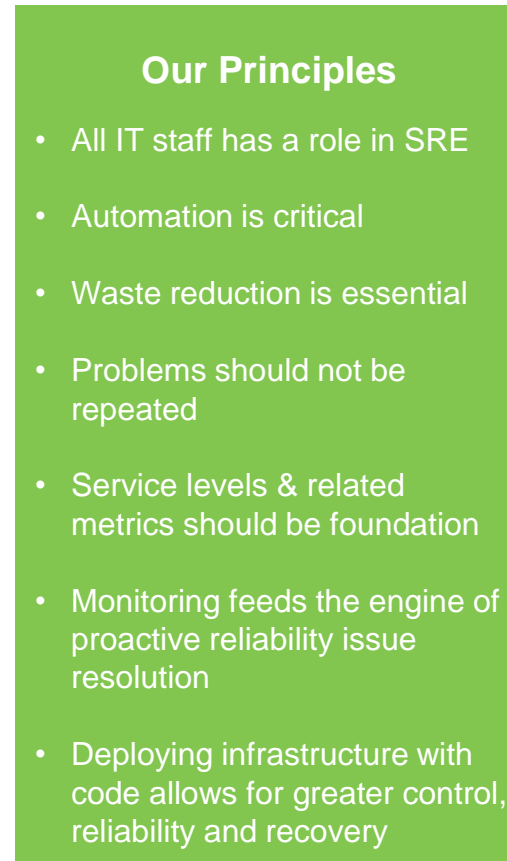 Our Principles
• All IT staff has a role in SRE
• Automation is critical
• Waste reduction is essential
• Problems should not be
repeated
• Service levels & related
metrics should be foundation
• Monitoring feeds the engine of
proactive reliability issue
resolution
• Deploying infrastructure with
code allows for greater control,
reliability and recovery